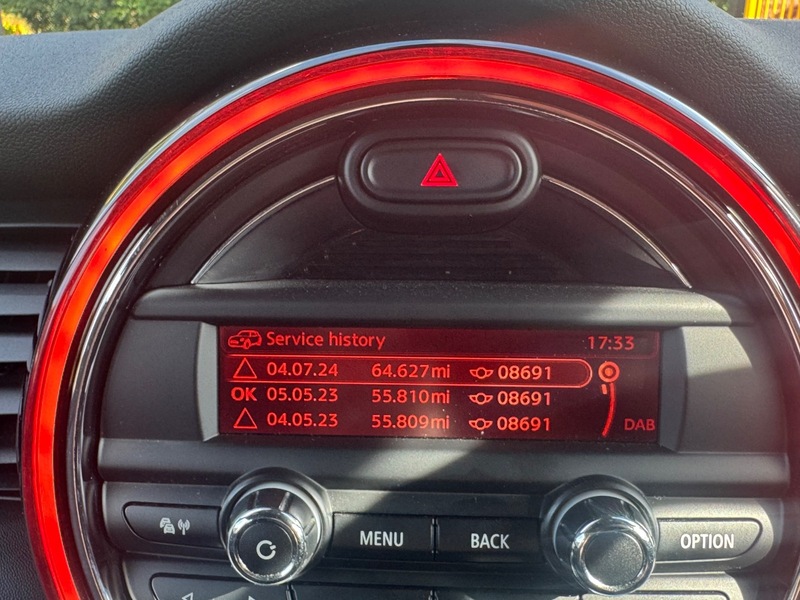 Service history 17:33
04.07.24 64.627mi 08691
OK 05.05.23 55.810mi 08691
04.05.23 55.809mi 08691
DAB
MENU BACK OPTION